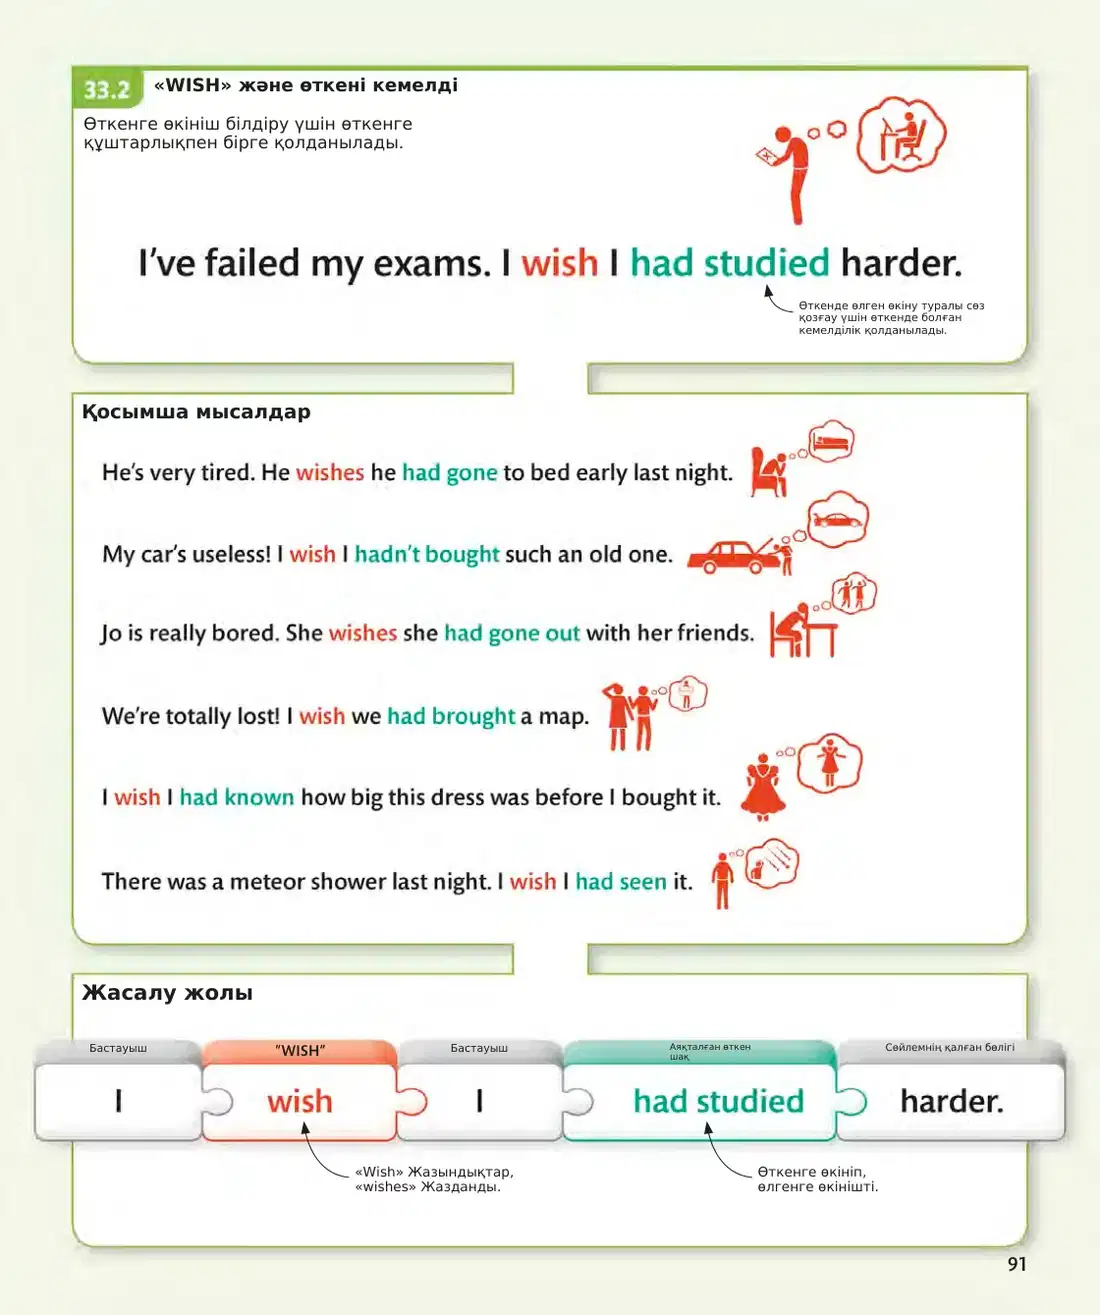 33.2 «WISH» және өткені кемелді
Өткенге өкініш білдіру үшін өткенге
құштарлықпен бірге қолданылады.
I've failed my exams. I wish I had studied harder.
Өткенде өлген өкіну туралы сөз
қозғау үшін өткенде болған
кемелділік қолданылады.
Қосымша мысалдар
He's very tired. He wishes he had gone to bed early last night.
My car's useless! I wish I hadn't bought such an old one.
Jo is really bored. She wishes she had gone out with her friends.
We're totally lost! I wish we had brought a map.
I wish I had known how big this dress was before I bought it.
There was a meteor shower last night. I wish I had seen it.
Жасалу жолы
Бастауыш
"WISH"
Бастауыш
Аяқталған өткен
шақ
Сөйлемнің қалған бөлігі
I
wish
I
had studied
harder.
«Wish» Жазындықтар,
«wishes» Жазданды.
Өткенге өкініп,
өлгенге өкінішті.
91